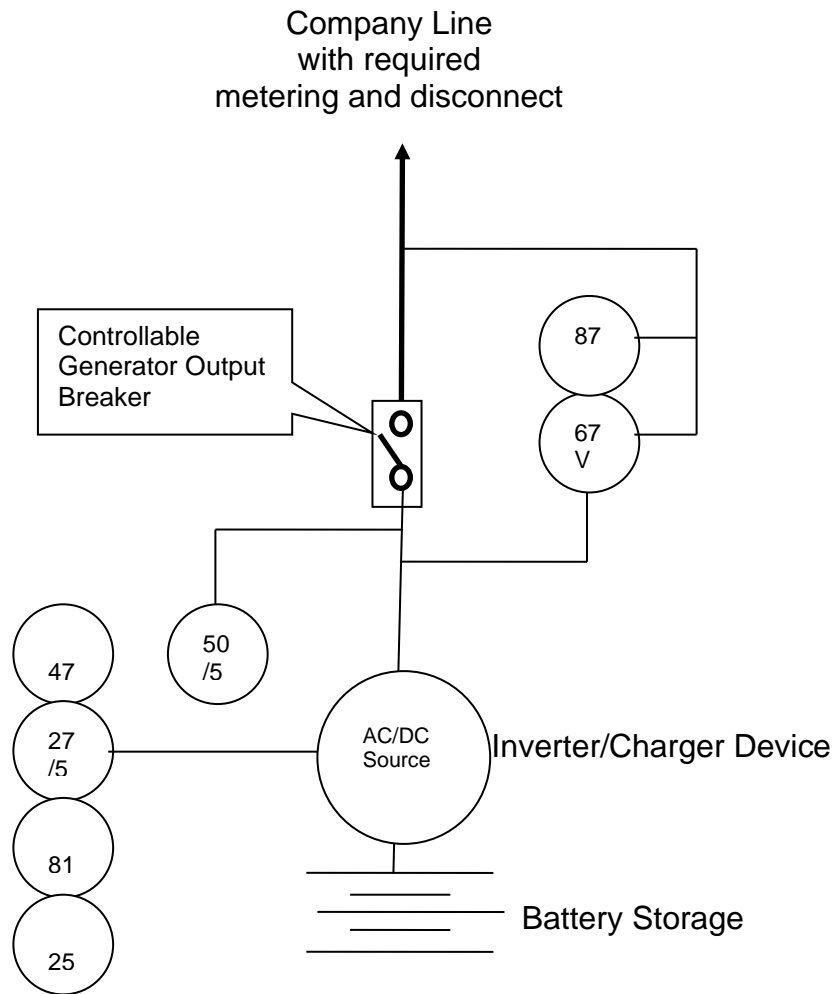 Company Line
with required
metering and disconnect
Controllable
Generator Output
Breaker
87
67
V
50
/5
47
27
/5
81
25
AC/DC
Source
Inverter/Charger Device
Battery Storage